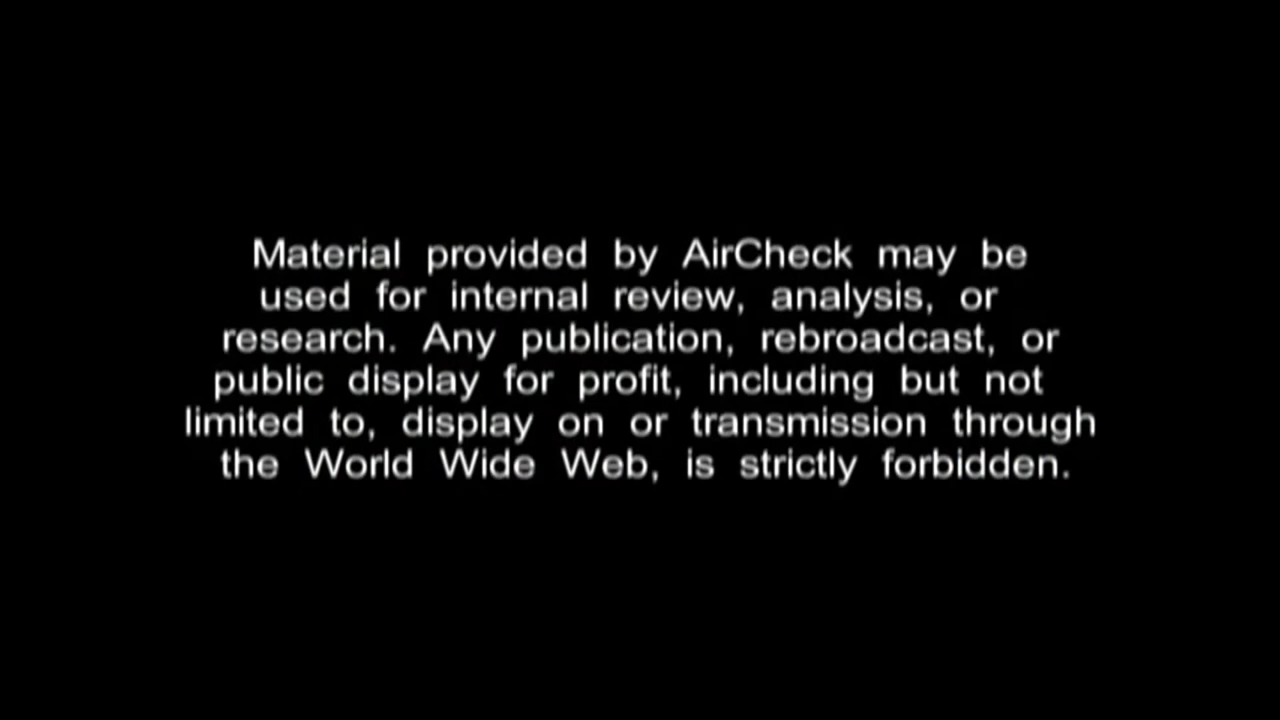 Material provided by AirCheck may be
used for internal review, analysis, or
research. Any publication, rebroadcast, or
public display for profit, including but not
limited to, display on or transmission through
the World Wide Web, is strictly forbidden.